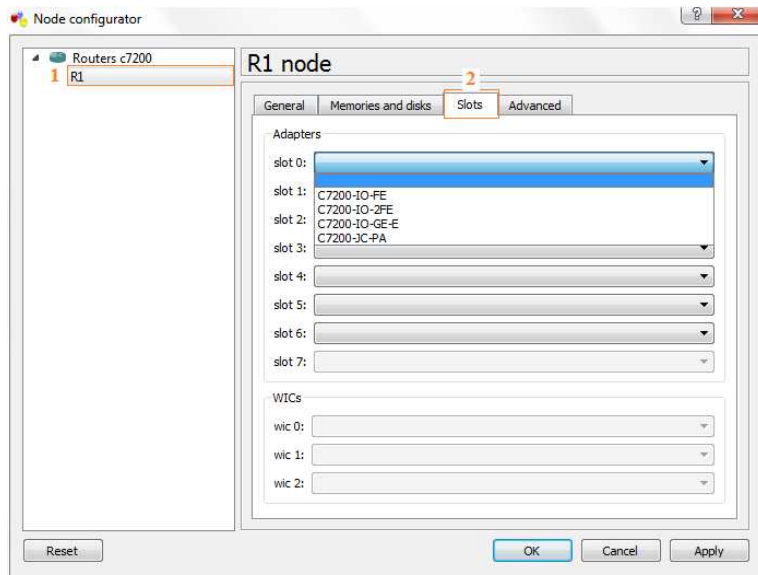 Node configurator
Routers c7200
1 R1
R1 node
2
General Memories and disks Slots Advanced
Adapters
slot 0:
slot 1:
C7200-IO-FE
C7200-IO-2FE
slot 2:
C7200-IO-GE-E
C7200-JC-PA
slot 3:
slot 4:
slot 5:
slot 6:
slot 7:
WICs
wic 0:
wic 1:
wic 2:
Reset OK Cancel Apply